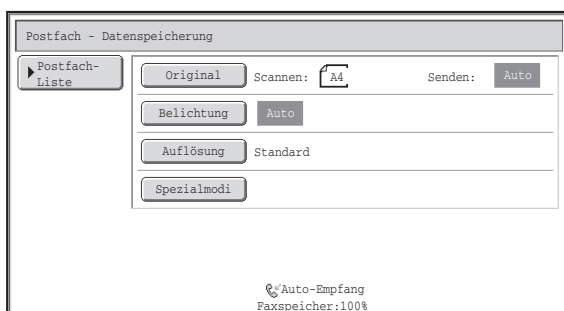 Postfach - Datenspeicherung
Postfach-
Liste
Original Scannen: A4 Senden: Auto
Belichtung Auto
Auflösung Standard
Spezialmodi
Auto-Empfang
Faxspeicher:100%